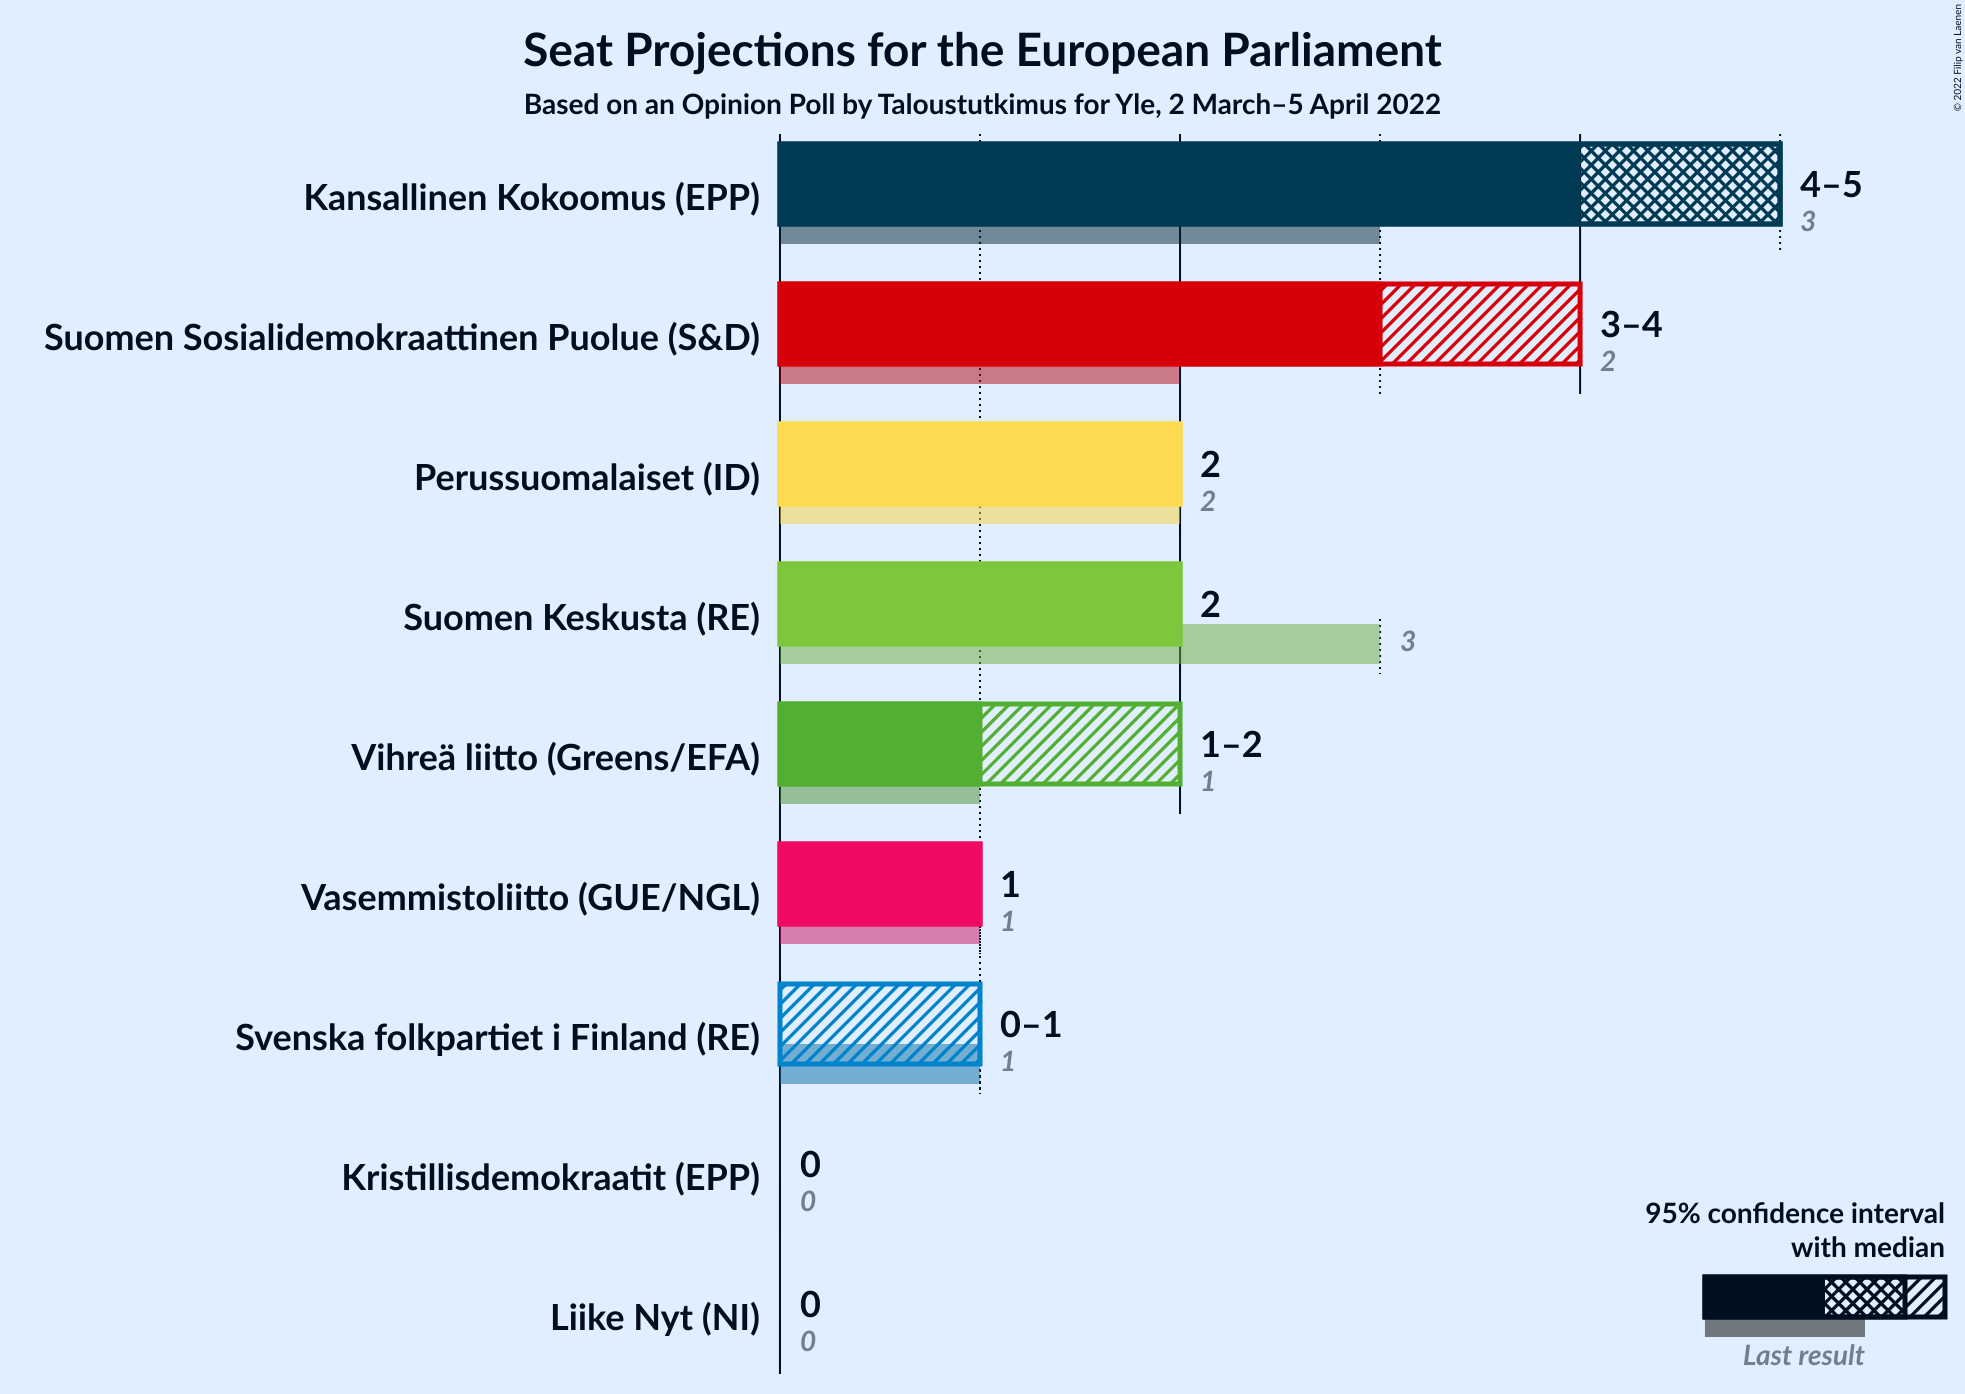 Seat Projections for the European Parliament
Based on an Opinion Poll by Taloustutkimus for Yle, 2 March–5 April 2022
© 2022 Filip van Laenen
Kansallinen Kokoomus (EPP)
4–5
3
Suomen Sosialidemokraattinen Puolue (S&D)
3–4
2
Perussuomalaiset (ID)
2
2
Suomen Keskusta (RE)
2
3
Vihreä liitto (Greens/EFA)
1–2
1
Vasemmistoliitto (GUE/NGL)
1
1
Svenska folkpartiet i Finland (RE)
0–1
1
Kristillisdemokraatit (EPP)
0
0
Liike Nyt (NI)
0
0
95% confidence interval
with median
Last result